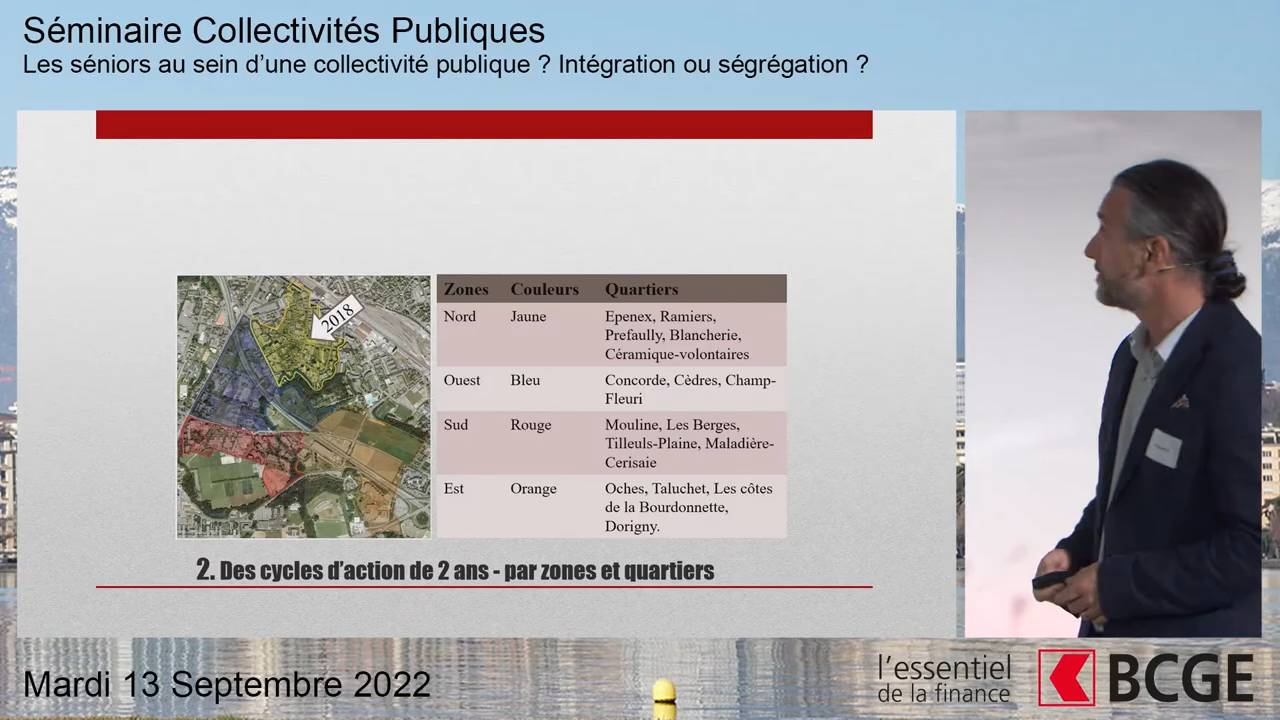 Séminaire Collectivités Publiques
Les séniors au sein d’une collectivité publique ? Intégration ou ségrégation ?
2018
Zones Couleurs Quartiers
Nord Jaune Epenex, Ramiers,
Prefaully, Blancherie,
Céramique-volontaires
Ouest Bleu Concorde, Cèdres, Champ-
Fleuri
Sud Rouge Mouline, Les Berges,
Tilleuls-Plaine, Maladière-
Cerisaie
Est Orange Oches, Taluchet, Les côtes
de la Bourdonnette,
Dorigny.
2. Des cycles d’action de 2 ans - par zones et quartiers
Mardi 13 Septembre 2022
l’essentiel
de la finance
BCGE